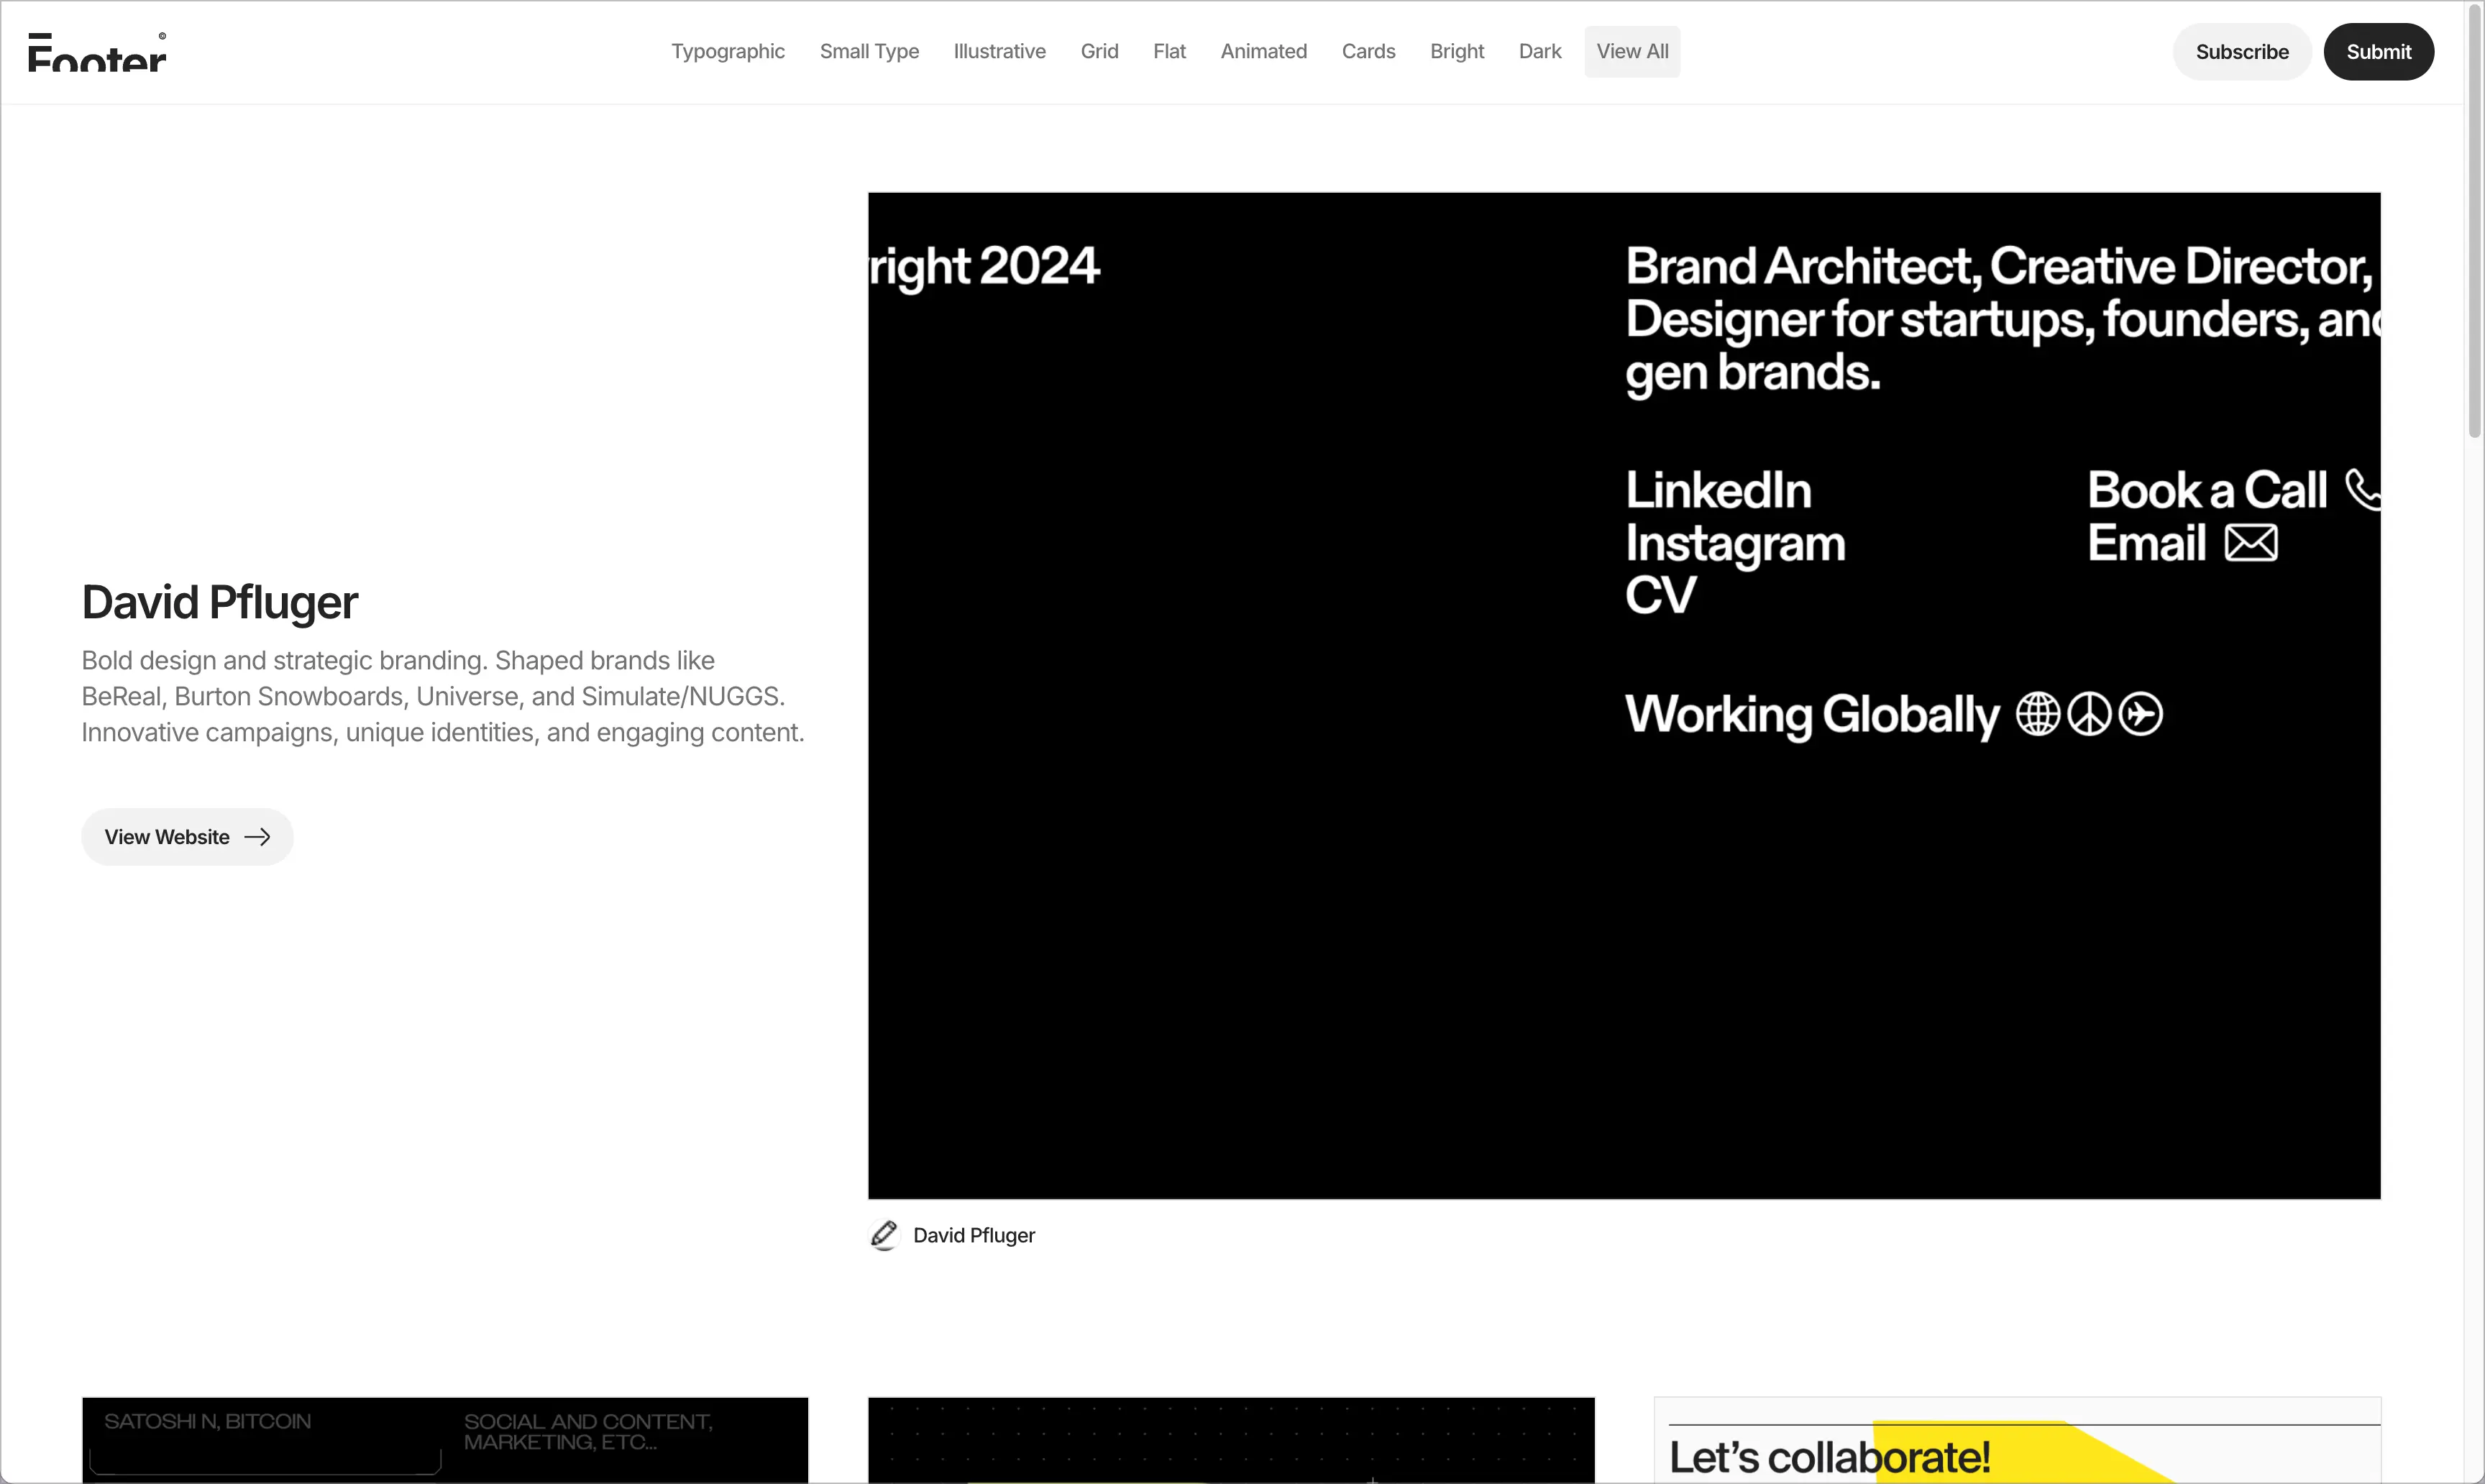 Footer ©
Typographic
Small Type
Illustrative
Grid
Flat
Animated
Cards
Bright
Dark
View All
Subscribe
Submit
David Pfluger
Bold design and strategic branding. Shaped brands like
BeReal, Burton Snowboards, Universe, and Simulate/NUGGS.
Innovative campaigns, unique identities, and engaging content.
View Website
right 2024
Brand Architect, Creative Director,
Designer for startups, founders, and
gen brands.
LinkedIn
Instagram
CV
Book a Call
Email
Working Globally
David Pfluger
SATOSHI N, BITCOIN
SOCIAL AND CONTENT,
MARKETING, ETC...
Let's collaborate!